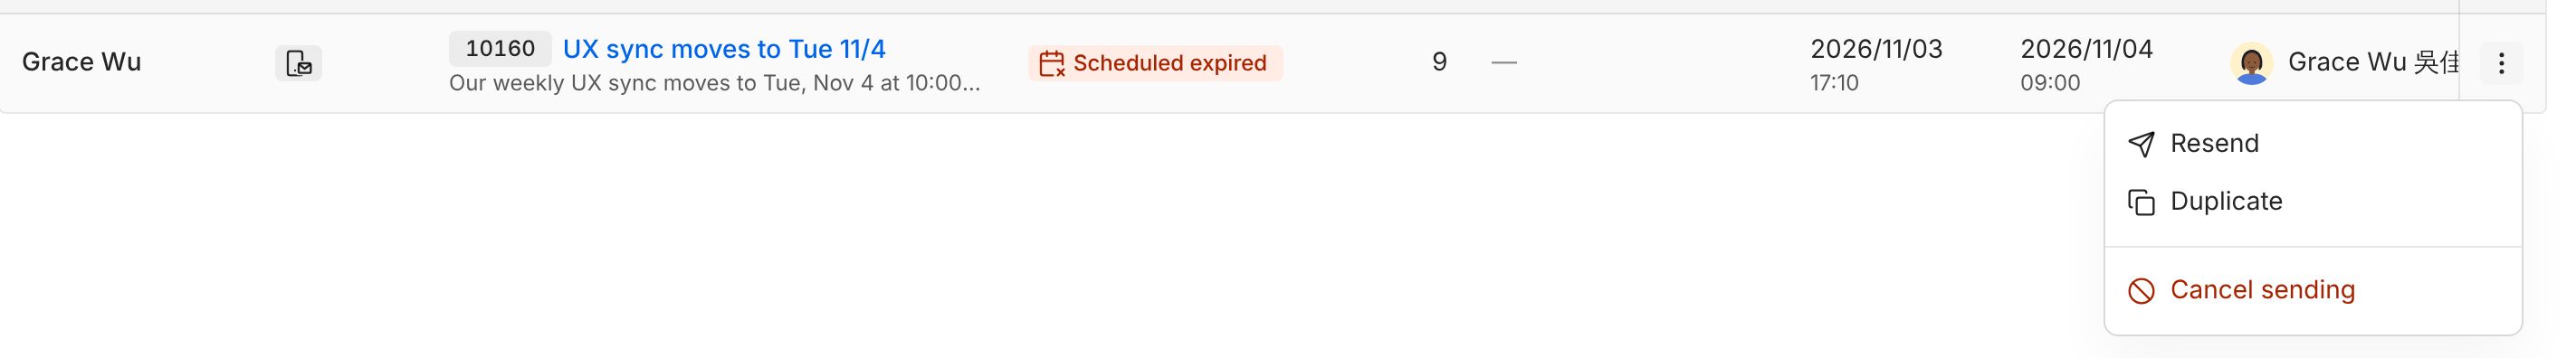 Grace Wu
10160 UX sync moves to Tue 11/4
Our weekly UX sync moves to Tue, Nov 4 at 10:00...
Scheduled expired
9 —
2026/11/03
17:10
2026/11/04
09:00
Grace Wu 吳佳
Resend
Duplicate
Cancel sending